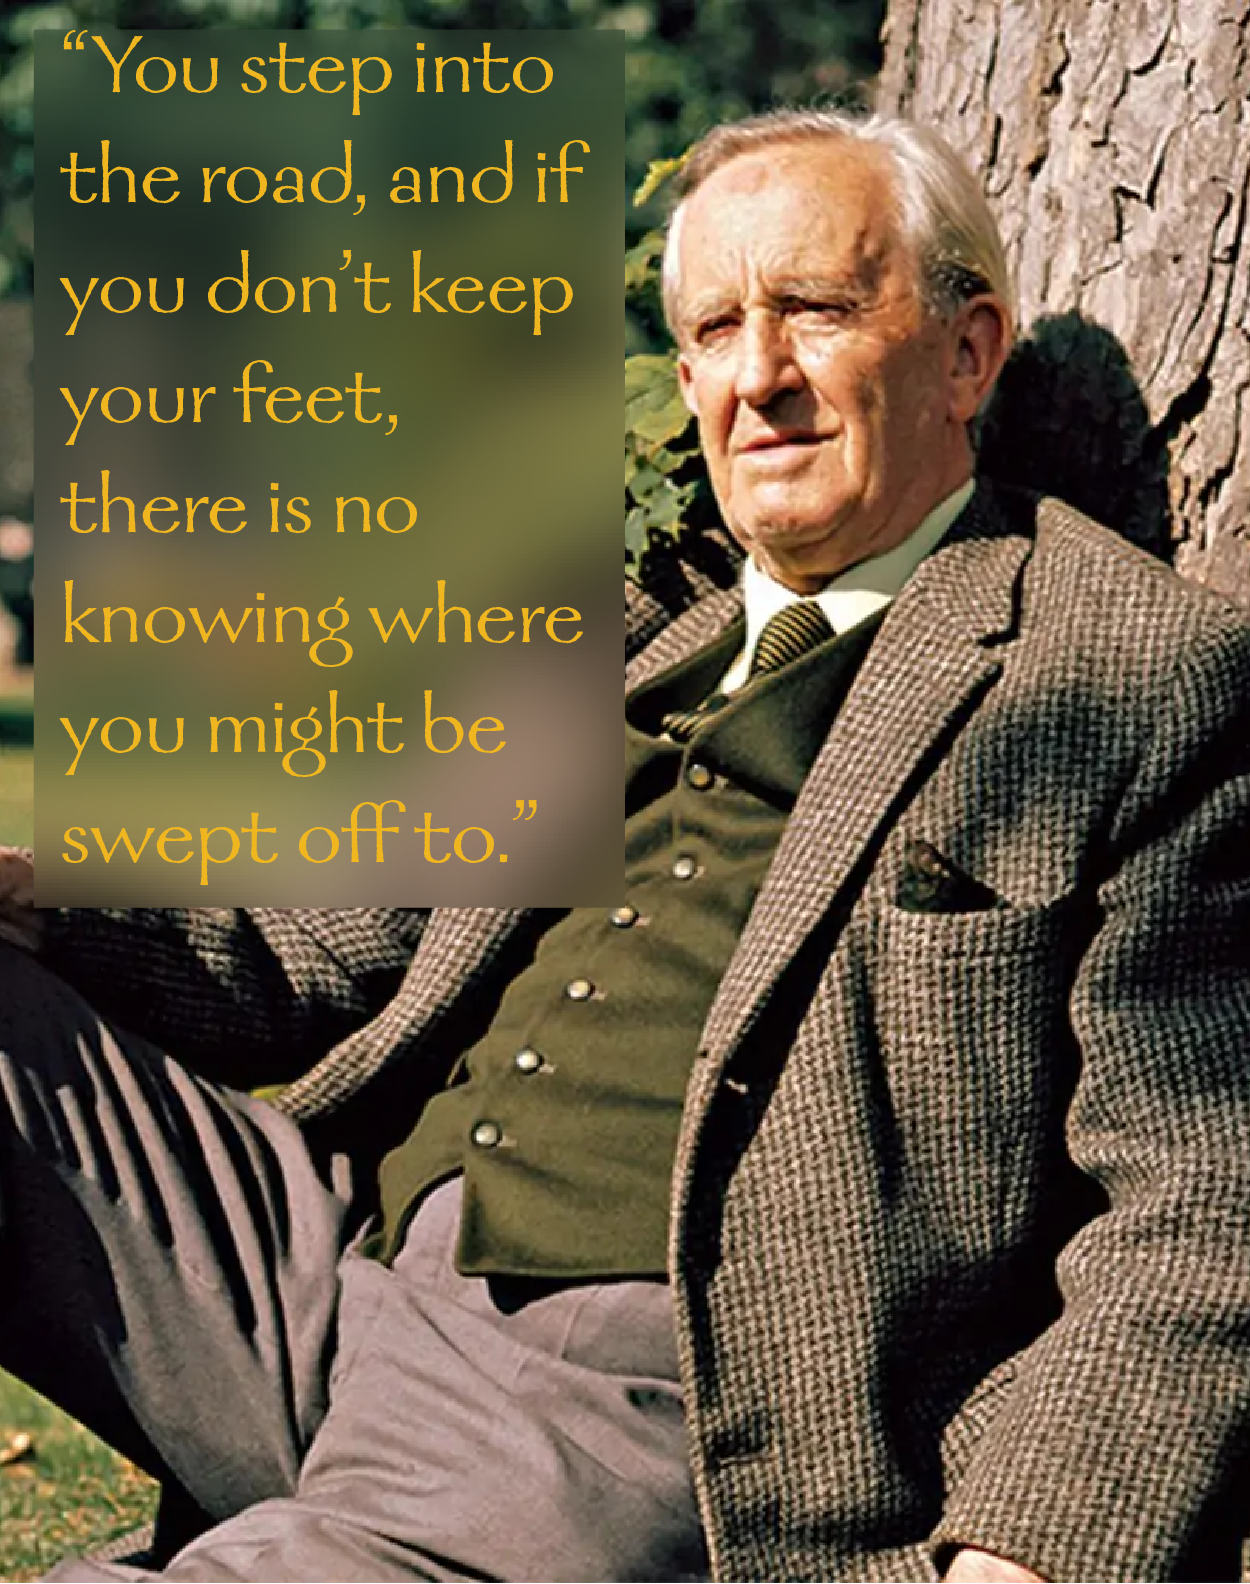 “You step into
the road, and if
you don’t keep
your feet,
there is no
knowing where
you might be
swept off to.”